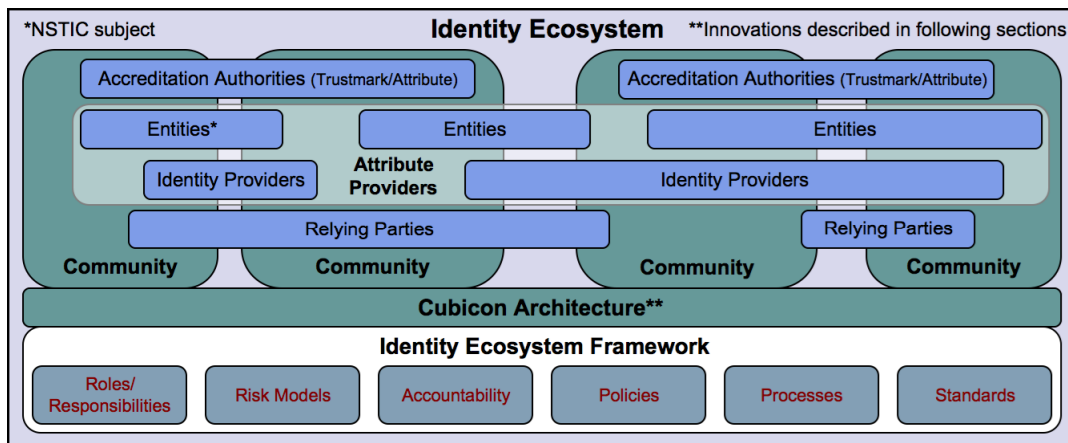 *NSTIC subject
Identity Ecosystem
**Innovations described in following sections
Accreditation Authorities (Trustmark/Attribute)
Accreditation Authorities (Trustmark/Attribute)
Entities*
Entities
Entities
Identity Providers
Attribute
Providers
Identity Providers
Relying Parties
Relying Parties
Community
Community
Community
Community
Cubicon Architecture**
Identity Ecosystem Framework
Roles/
Responsibilities
Risk Models
Accountability
Policies
Processes
Standards